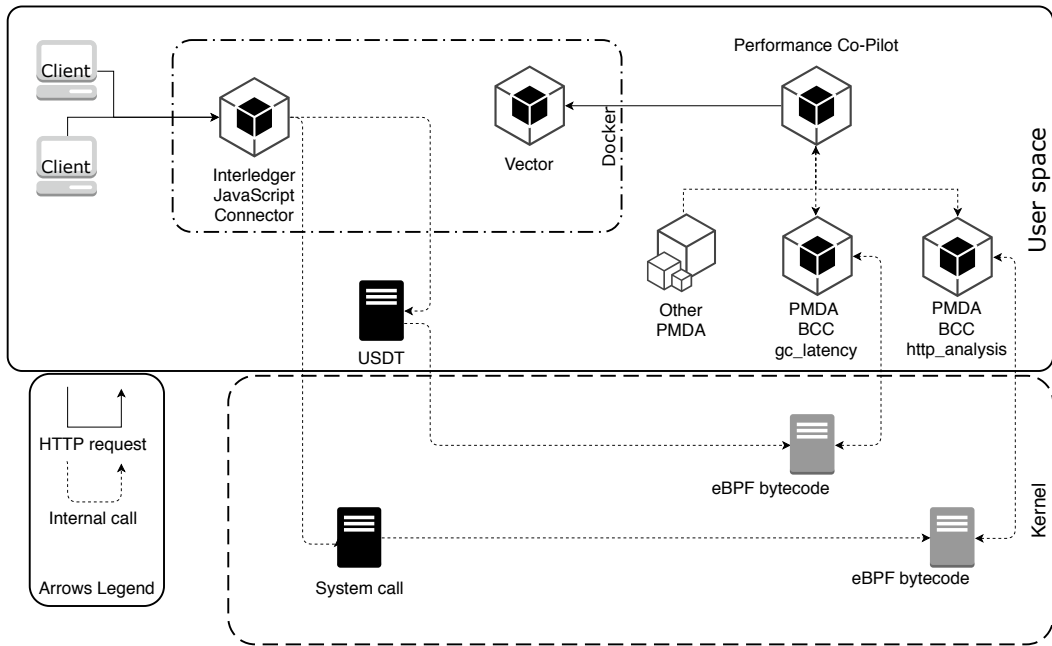 Performance Co-Pilot
Client
Client
Interledger
JavaScript
Connector
Vector
Docker
User space
Other
PMDA
PMDA
BCC
gc_latency
PMDA
BCC
http_analysis
USDT
HTTP request
Internal call
Arrows Legend
eBPF bytecode
Kernel
System call
eBPF bytecode